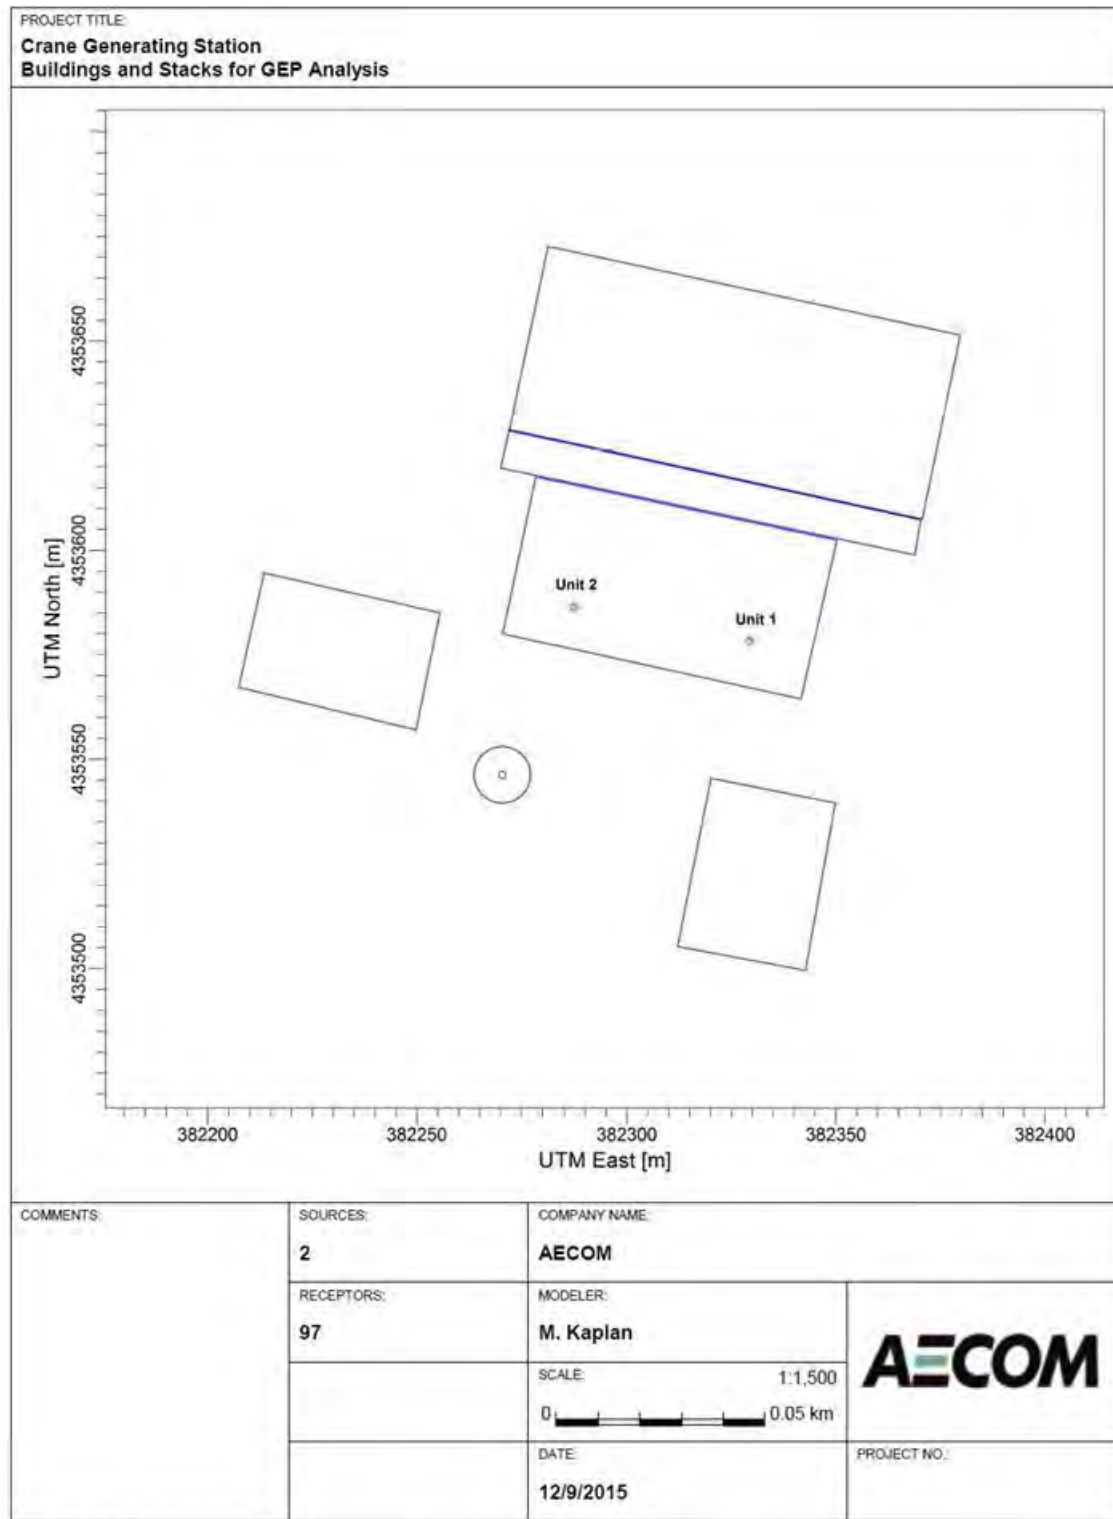 PROJECT TITLE:
Crane Generating Station
Buildings and Stacks for GEP Analysis
UTM North [m]
4353650
4353600
4353550
4353500
Unit 2
Unit 1
382200
382250
382300
382350
382400
UTM East [m]
COMMENTS:
SOURCES:
2
COMPANY NAME:
AECOM
RECEPTORS:
97
MODELER:
M. Kaplan
SCALE:
1:1,500
0
0.05 km
AECOM
DATE:
12/9/2015
PROJECT NO.: